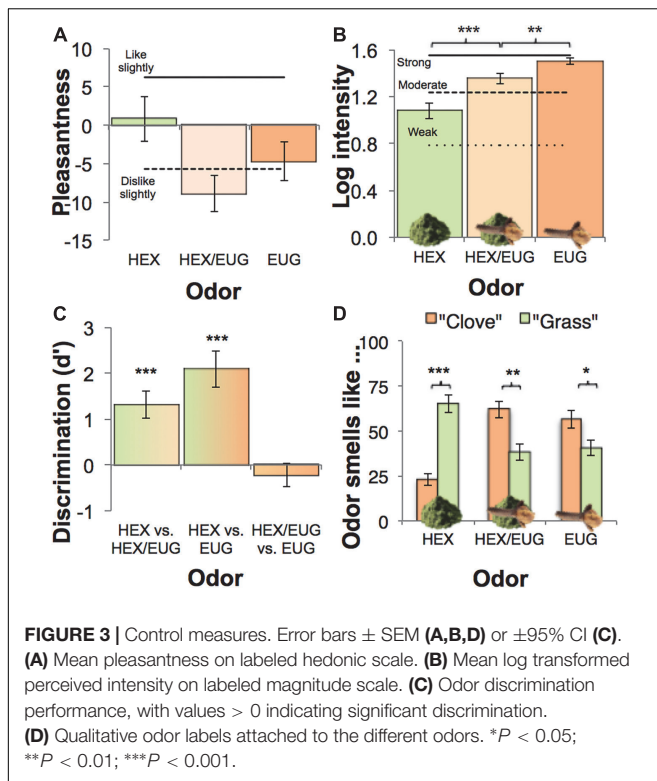 A
Like slightly
Dislike slightly
10
5
0
-5
-10
-15
Pleasantness
HEX HEX/EUG EUG
Odor
B
*** **
Strong
Moderate
Weak
1.6
1.2
0.8
0.4
0.0
Log intensity
HEX HEX/EUG EUG
Odor
C
*** ***
3
2
1
0
-1
Discrimination (d')
HEX vs. HEX vs. HEX/EUG
HEX/EUG EUG vs. EUG
Odor
D
"Clove" "Grass"
*** ** *
100
75
50
25
0
Odor smells like ...
HEX HEX/EUG EUG
Odor
FIGURE 3 | Control measures. Error bars ± SEM (A,B,D) or ±95% CI (C).
(A) Mean pleasantness on labeled hedonic scale. (B) Mean log transformed
perceived intensity on labeled magnitude scale. (C) Odor discrimination
performance, with values > 0 indicating significant discrimination.
(D) Qualitative odor labels attached to the different odors. *P < 0.05;
**P < 0.01; ***P < 0.001.